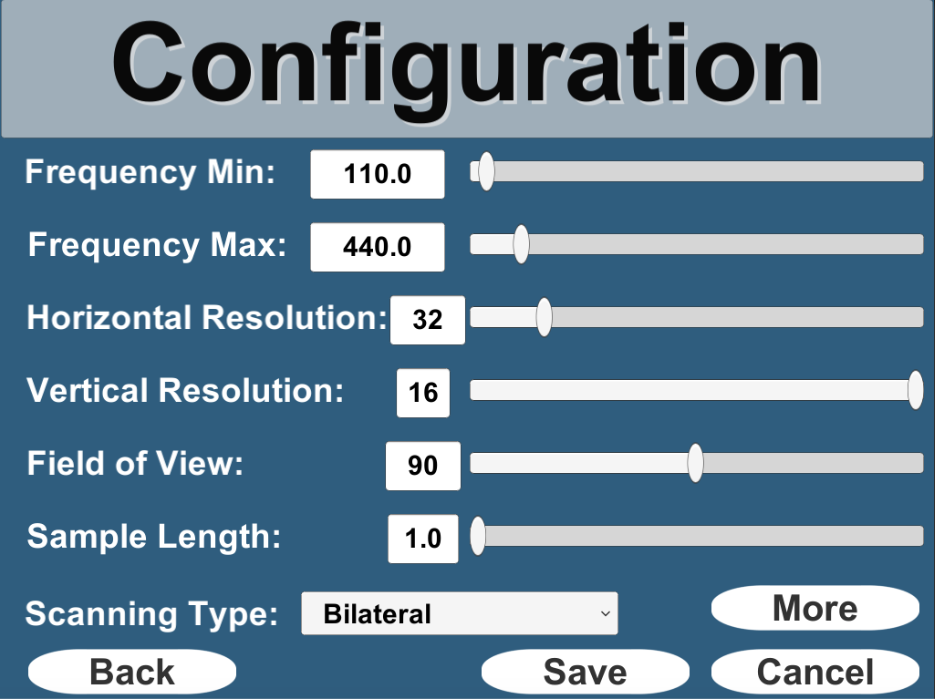 Configuration
Frequency Min: 110.0
Frequency Max: 440.0
Horizontal Resolution: 32
Vertical Resolution: 16
Field of View: 90
Sample Length: 1.0
Scanning Type: Bilateral
More
Back Save Cancel